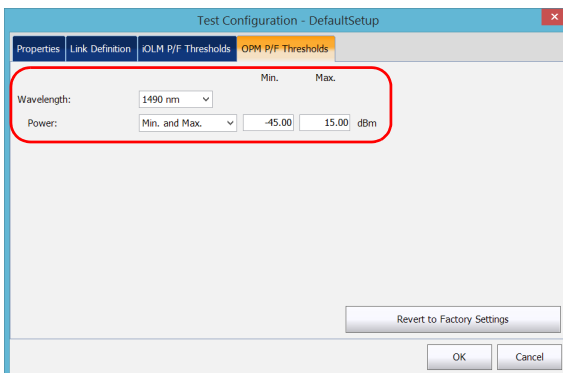 Test Configuration - DefaultSetup
Properties Link Definition iOLM P/F Thresholds OPM P/F Thresholds
Min. Max.
Wavelength: 1490 nm
Power: Min. and Max. -45.00 15.00 dBm
Revert to Factory Settings
OK Cancel